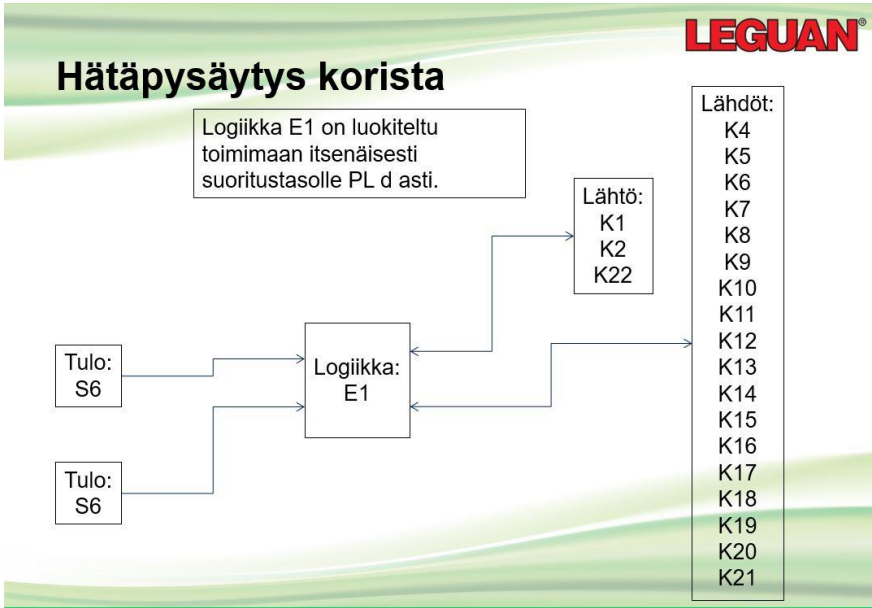 LEGUAN®
Hätäpysäytys korista
Logiikka E1 on luokiteltu
toimimaan itsenäisesti
suoritustasolle PL d asti.
Tulo:
S6
Tulo:
S6
Logiikka:
E1
Lähtö:
K1
K2
K22
Lähdöt:
K4
K5
K6
K7
K8
K9
K10
K11
K12
K13
K14
K15
K16
K17
K18
K19
K20
K21